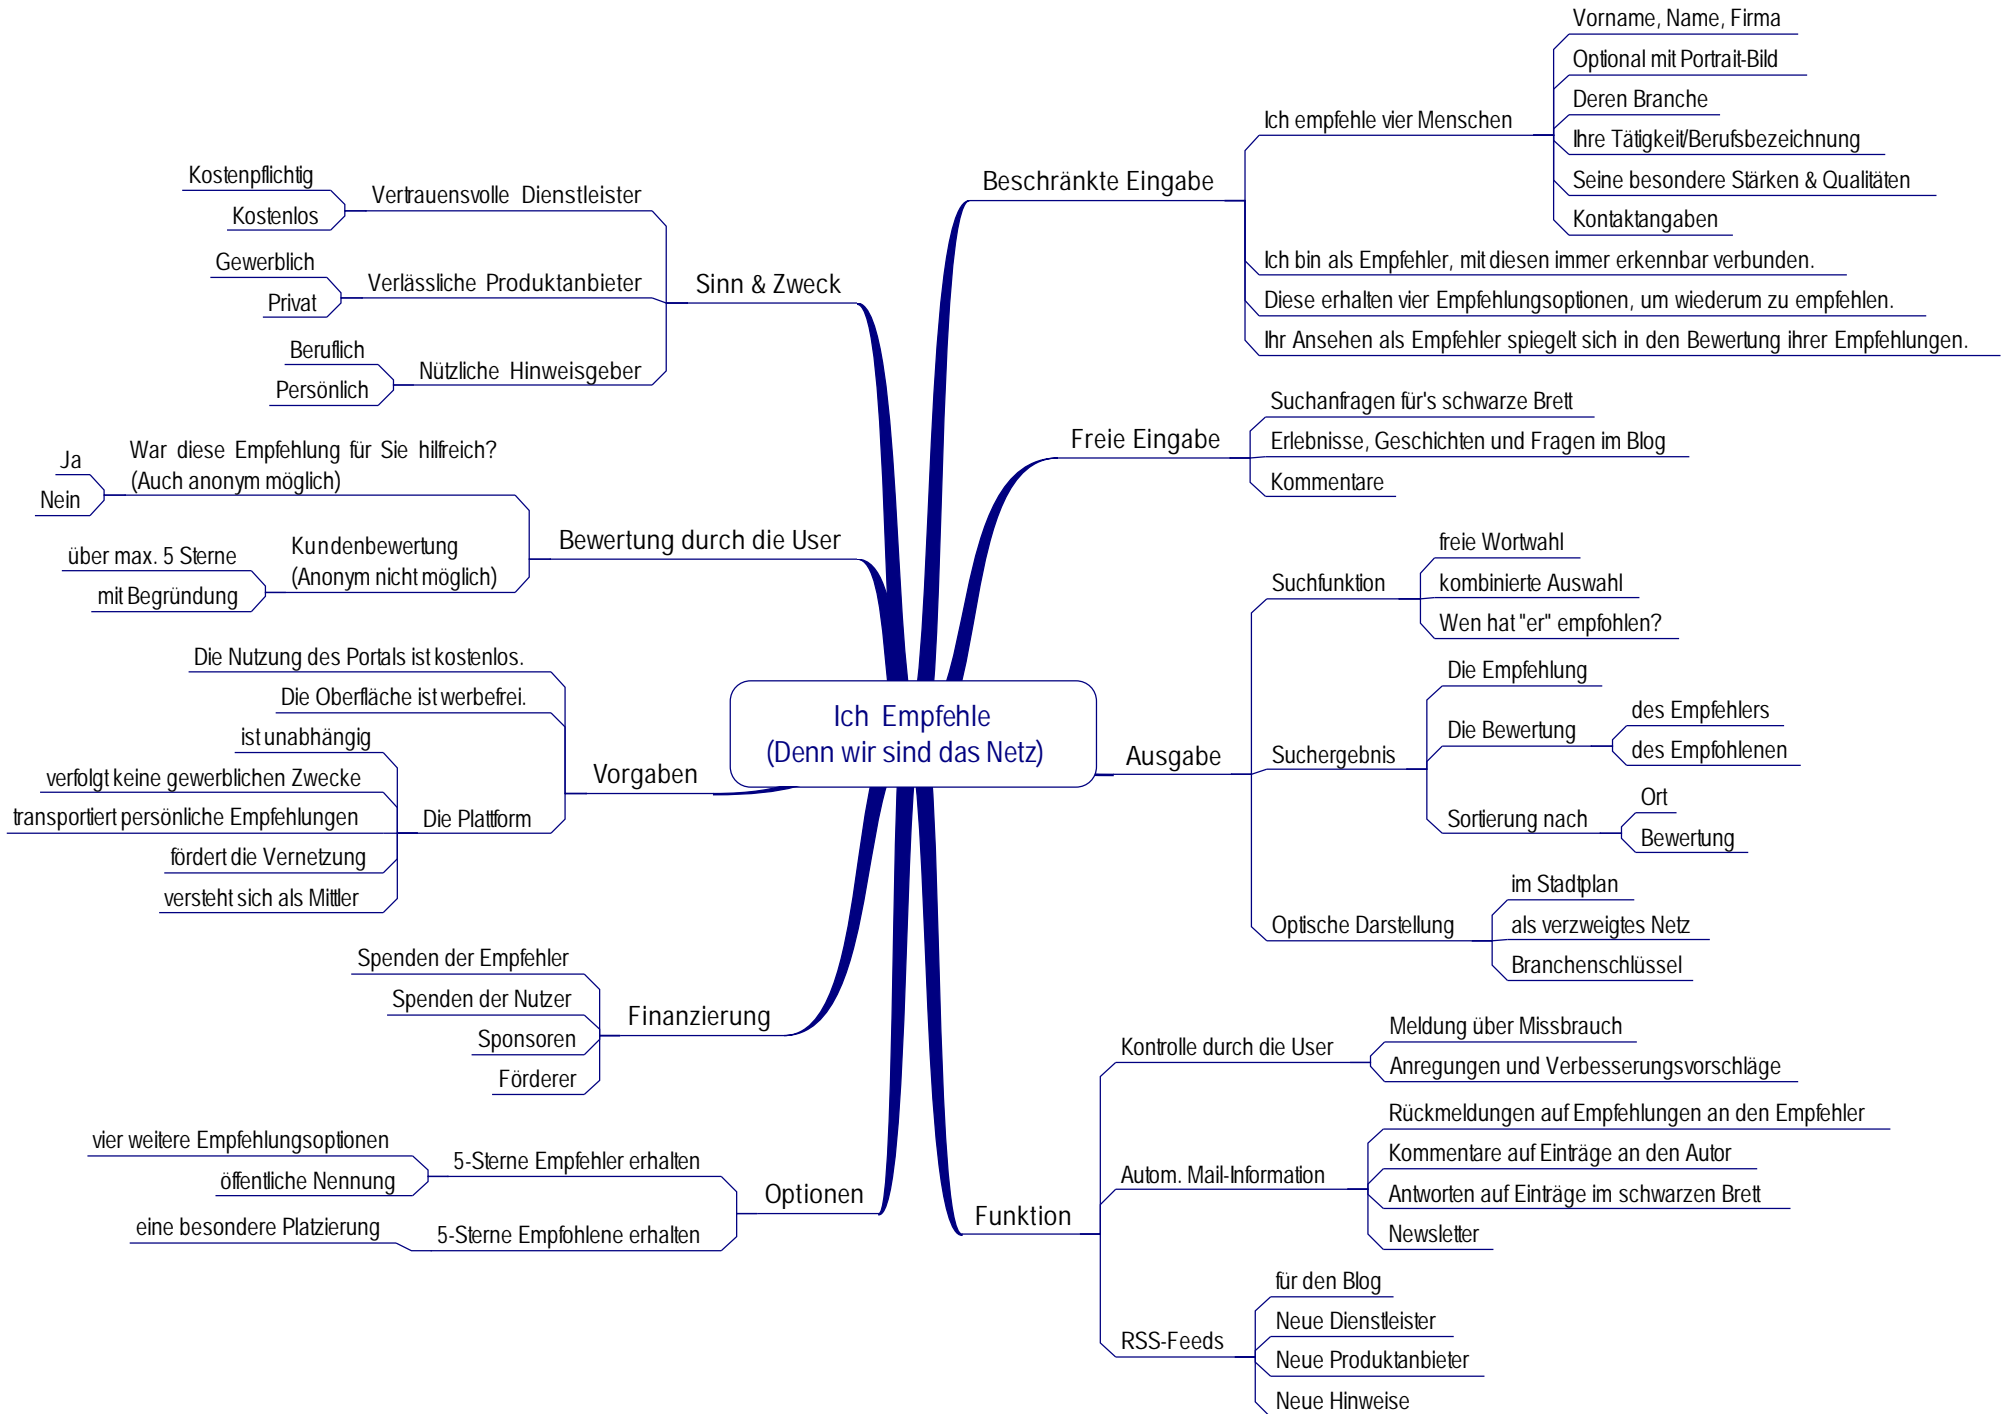 Ich Empfehle
(Denn wir sind das Netz)
Beschränkte Eingabe
Ich empfehle vier Menschen
Vorname, Name, Firma
Optional mit Portrait-Bild
Deren Branche
Ihre Tätigkeit/Berufsbezeichnung
Seine besondere Stärken & Qualitäten
Kontaktangaben
Ich bin als Empfehler, mit diesen immer erkennbar verbunden.
Diese erhalten vier Empfehlungsoptionen, um wiederum zu empfehlen.
Ihr Ansehen als Empfehler spiegelt sich in den Bewertung ihrer Empfehlungen.
Freie Eingabe
Suchanfragen für's schwarze Brett
Erlebnisse, Geschichten und Fragen im Blog
Kommentare
Ausgabe
Suchfunktion
freie Wortwahl
kombinierte Auswahl
Wen hat "er" empfohlen?
Suchergebnis
Die Empfehlung
Die Bewertung
des Empfehlers
des Empfohlenen
Sortierung nach
Ort
Bewertung
Optische Darstellung
im Stadtplan
als verzweigtes Netz
Branchenschlüssel
Funktion
Kontrolle durch die User
Meldung über Missbrauch
Anregungen und Verbesserungsvorschläge
Autom. Mail-Information
Rückmeldungen auf Empfehlungen an den Empfehler
Kommentare auf Einträge an den Autor
Antworten auf Einträge im schwarzen Brett
Newsletter
RSS-Feeds
für den Blog
Neue Dienstleister
Neue Produktanbieter
Neue Hinweise
Sinn & Zweck
Vertrauensvolle Dienstleister
Kostenpflichtig
Kostenlos
Verlässliche Produktanbieter
Gewerblich
Privat
Nützliche Hinweisgeber
Beruflich
Persönlich
Bewertung durch die User
War diese Empfehlung für Sie hilfreich?
(Auch anonym möglich)
Ja
Nein
Kundenbewertung
(Anonym nicht möglich)
über max. 5 Sterne
mit Begründung
Vorgaben
Die Nutzung des Portals ist kostenlos.
Die Oberfläche ist werbefrei.
Die Plattform
ist unabhängig
verfolgt keine gewerblichen Zwecke
transportiert persönliche Empfehlungen
fördert die Vernetzung
versteht sich als Mittler
Finanzierung
Spenden der Empfehler
Spenden der Nutzer
Sponsoren
Förderer
Optionen
5-Sterne Empfehler erhalten
vier weitere Empfehlungsoptionen
öffentliche Nennung
5-Sterne Empfohlene erhalten
eine besondere Platzierung